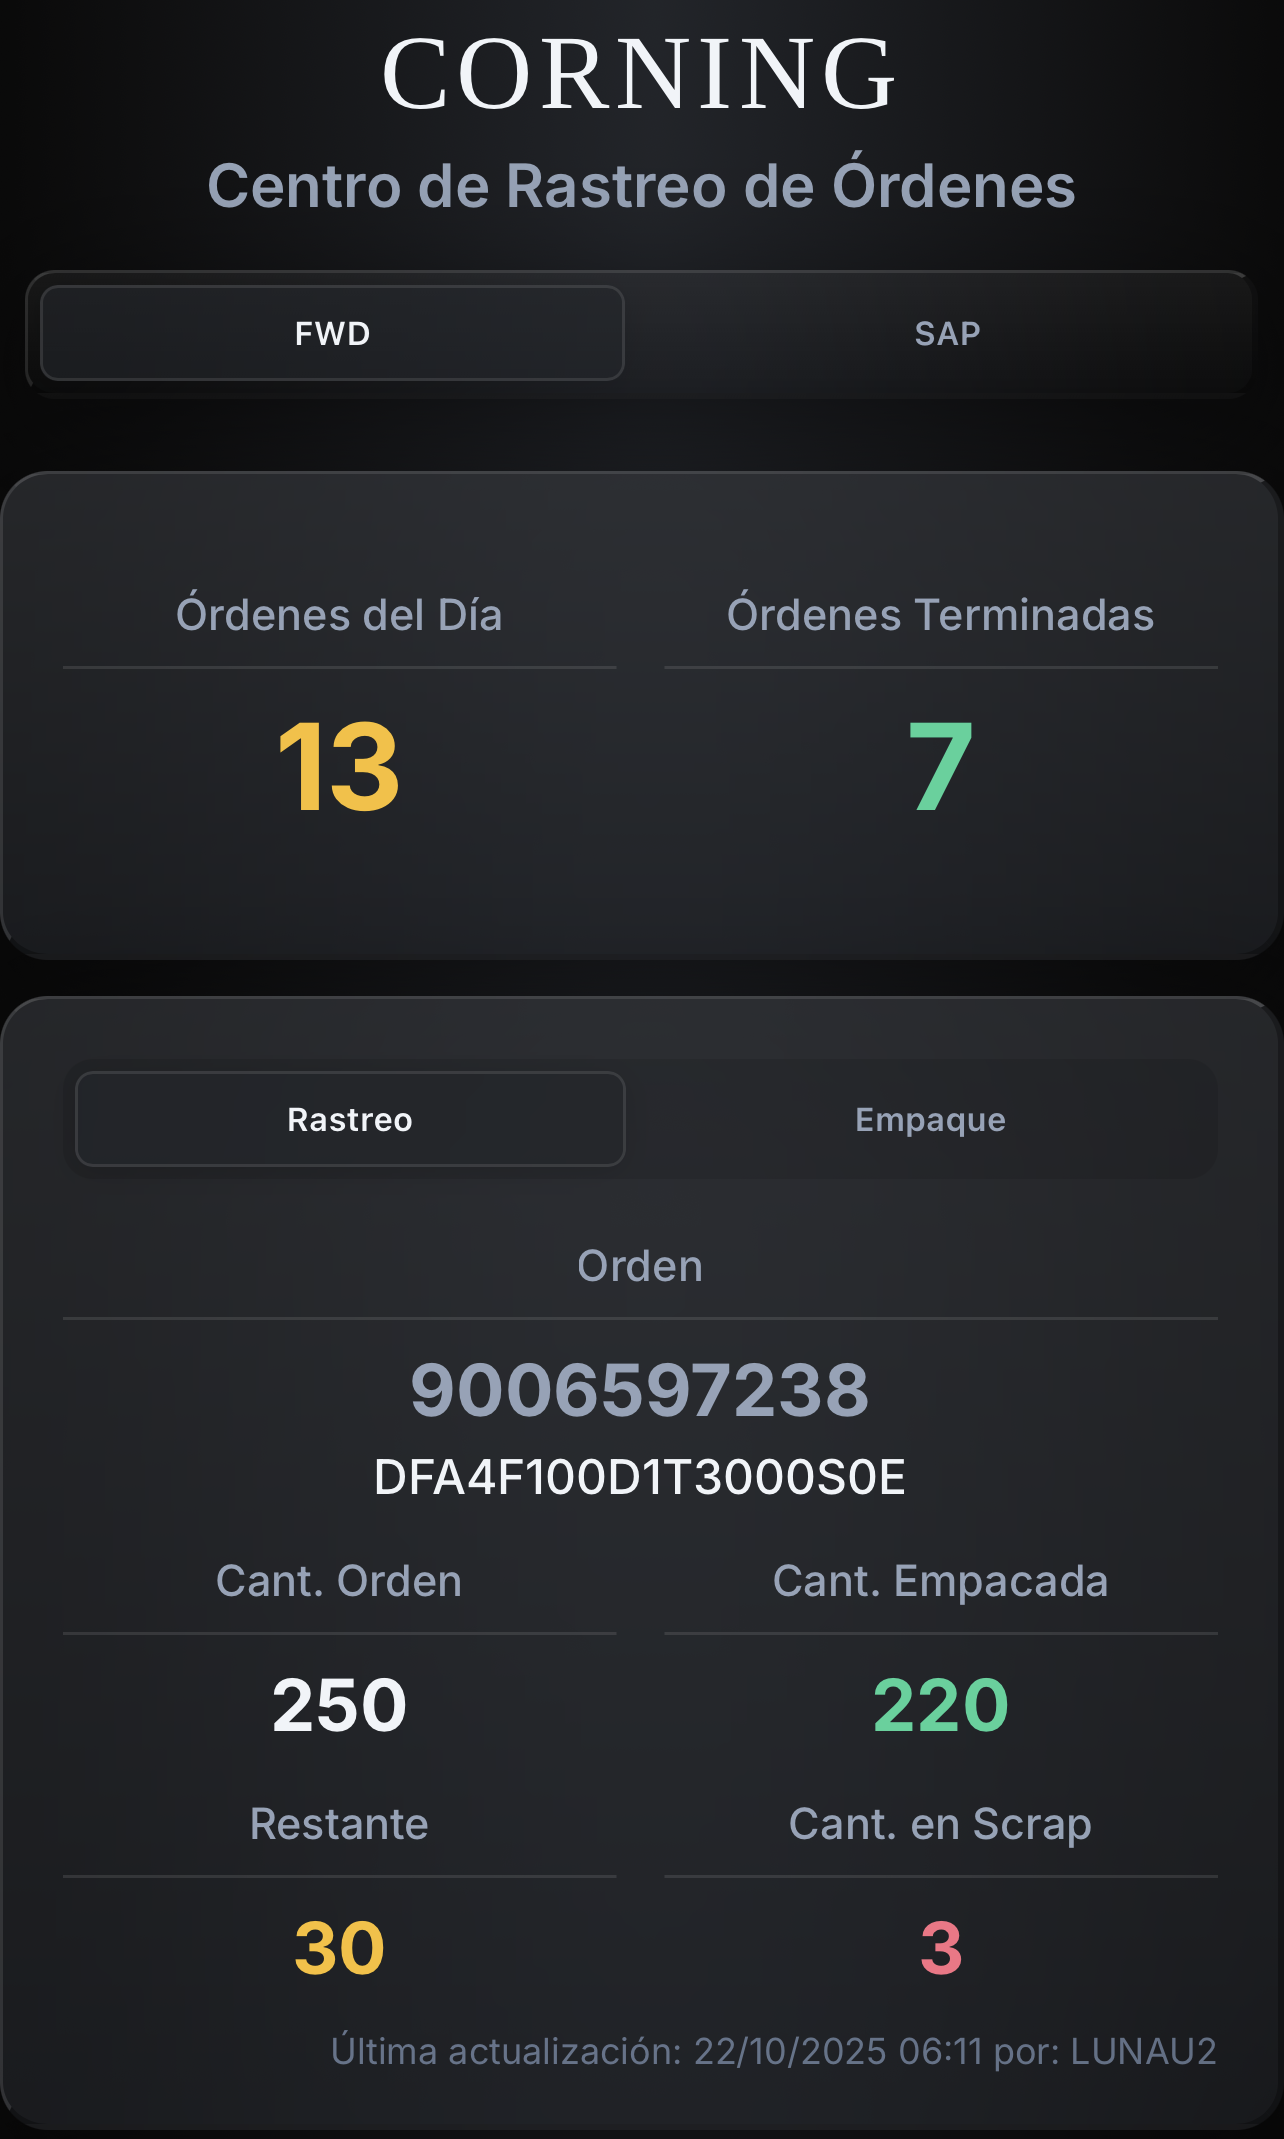 CORNING
Centro de Rastreo de Órdenes
FWD
SAP
Órdenes del Día
Órdenes Terminadas
13
7
Rastreo
Empaque
Orden
9006597238
DFA4F100D1T3000S0E
Cant. Orden
Cant. Empacada
250
220
Restante
Cant. en Scrap
30
3
Última actualización: 22/10/2025 06:11 por: LUNAU2